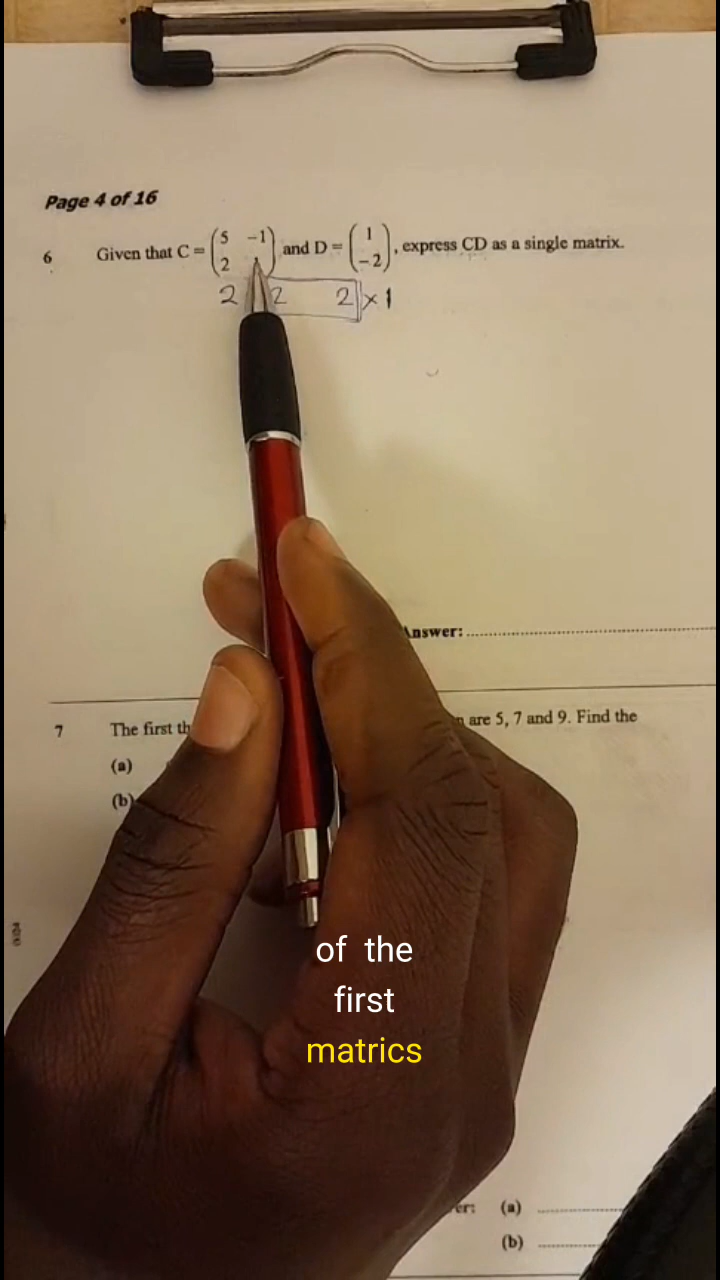 Page 4 of 16
6 Given that C = (5 -1 2 ) and D = (1 -2), express CD as a single matrix.
2 2 2 × 1
Answer:
7 The first th are 5, 7 and 9. Find the
(a)
(b)
of the
first
matrics
(a)
(b)